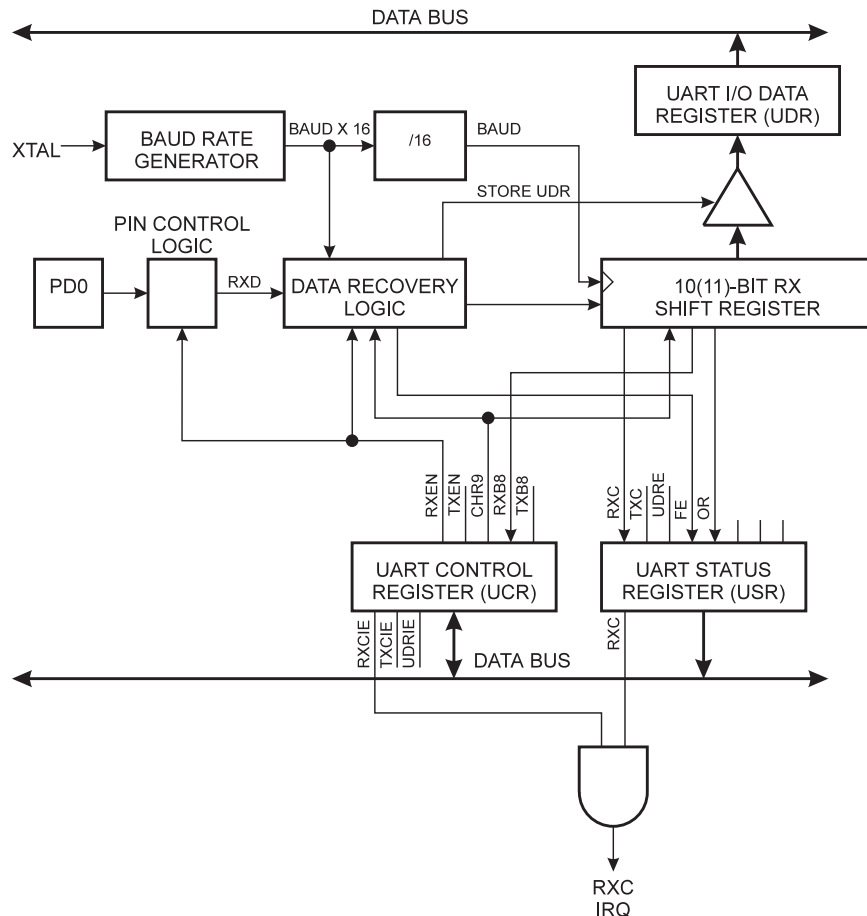 DATA BUS
UART I/O DATA
REGISTER (UDR)
XTAL
BAUD RATE
GENERATOR
BAUD X 16
/16
BAUD
STORE UDR
PIN CONTROL
LOGIC
PD0
RXD
DATA RECOVERY
LOGIC
10(11)-BIT RX
SHIFT REGISTER
RXEN
TXEN
CHR9
RXB8
TXB8
RXC
TXC
UDRE
FE
OR
UART CONTROL
REGISTER (UCR)
UART STATUS
REGISTER (USR)
RXCIE
TXCIE
UDRIE
RXC
DATA BUS
RXC
IRQ